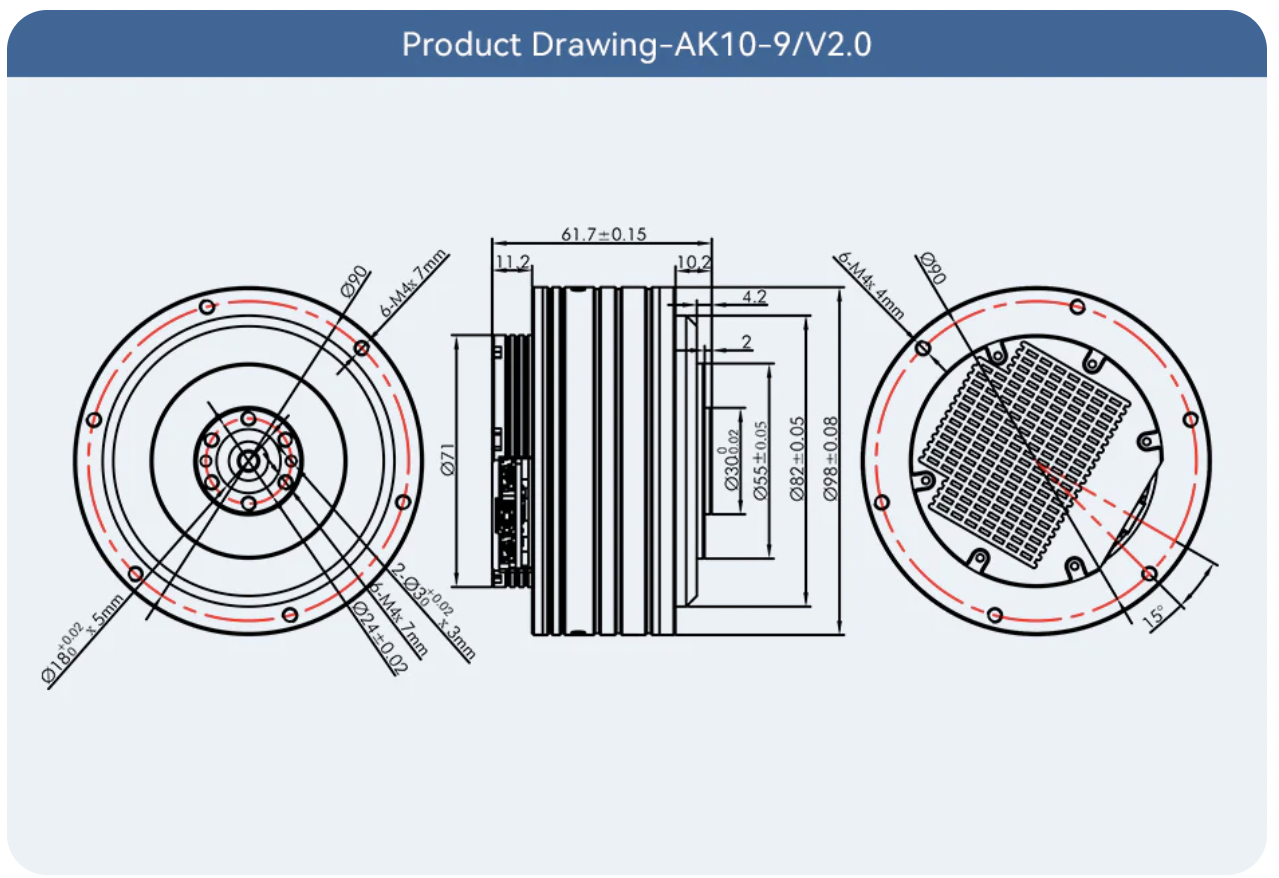 Product Drawing-AK10-9/V2.0
61.7±0.15
11.2
10.2
4.2
2
Ø90
6-M4x 7mm
Ø71
Ø30 0 -0.02
Ø55±0.05
Ø82±0.05
Ø98±0.08
6-M4x 4mm
Ø90
15°
Ø18 +0.02 0 x 5mm
2-Ø3 +0.02 0 x 3mm
6-M4x 7mm
Ø24±0.02